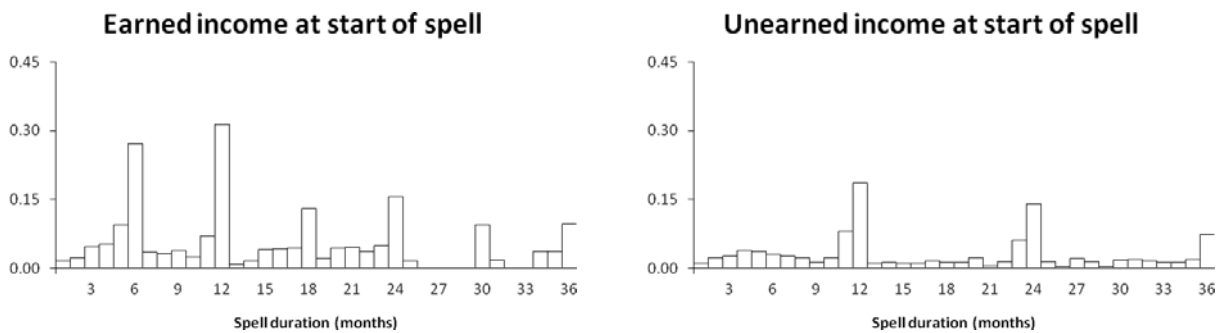 Earned income at start of spell
0.45
0.30
0.15
0.00
3 6 9 12 15 18 21 24 27 30 33 36
Spell duration (months)
Unearned income at start of spell
0.45
0.30
0.15
0.00
3 6 9 12 15 18 21 24 27 30 33 36
Spell duration (months)